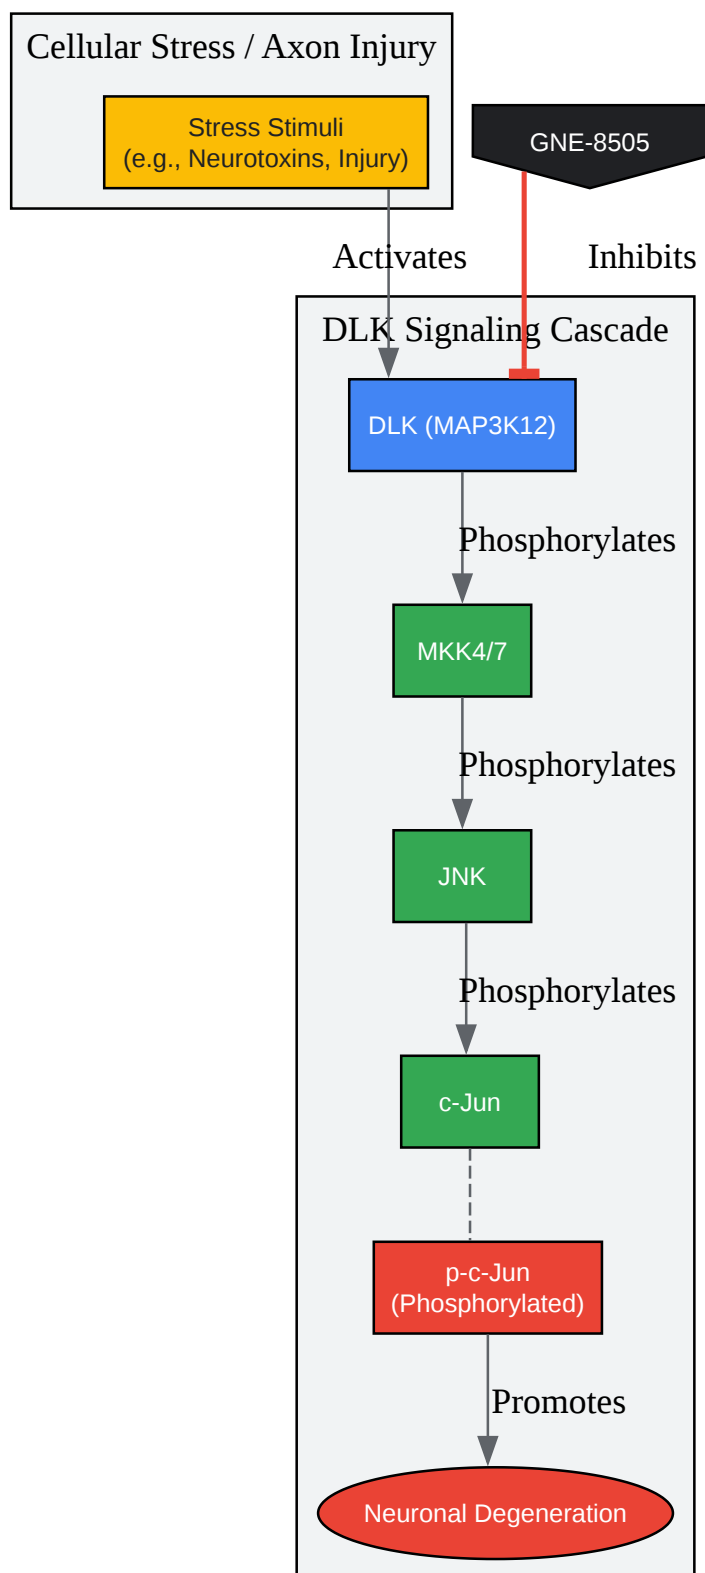 Cellular Stress / Axon Injury
Stress Stimuli
(e.g., Neurotoxins, Injury)
GNE-8505
Activates
Inhibits
DLK Signaling Cascade
DLK (MAP3K12)
Phosphorylates
MKK4/7
Phosphorylates
JNK
Phosphorylates
c-Jun
p-c-Jun
(Phosphorylated)
Promotes
Neuronal Degeneration